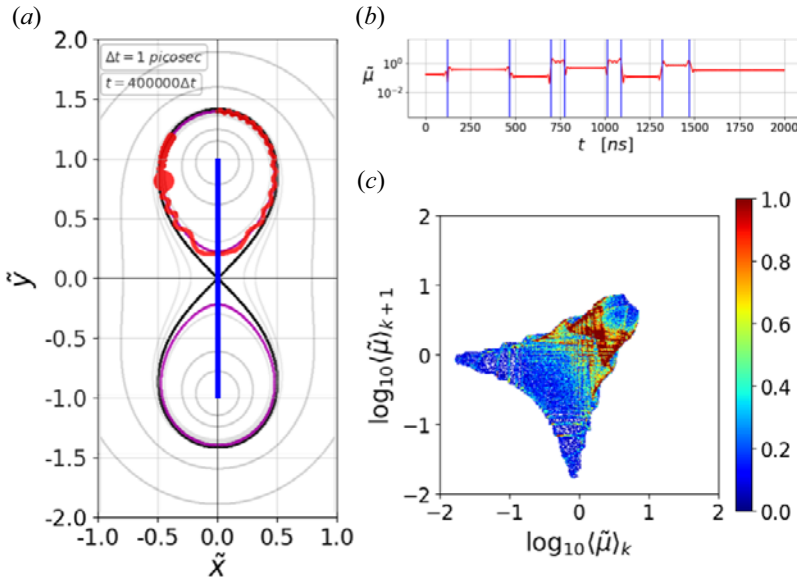 (a)
Δt = 1 picosec
t = 400000Δt
2.0
1.5
1.0
0.5
0.0
-0.5
-1.0
-1.5
-2.0
ỹ
-1.0 -0.5 0.0 0.5 1.0
x̃
(b)
10⁰
10⁻²
μ̃
0 250 500 750 1000 1250 1500 1750 2000
t [ns]
(c)
2
1
0
−1
−2
log₁₀⟨μ̃⟩ₖ₊₁
−2 −1 0 1 2
log₁₀⟨μ̃⟩ₖ
1.0
0.8
0.6
0.4
0.2
0.0